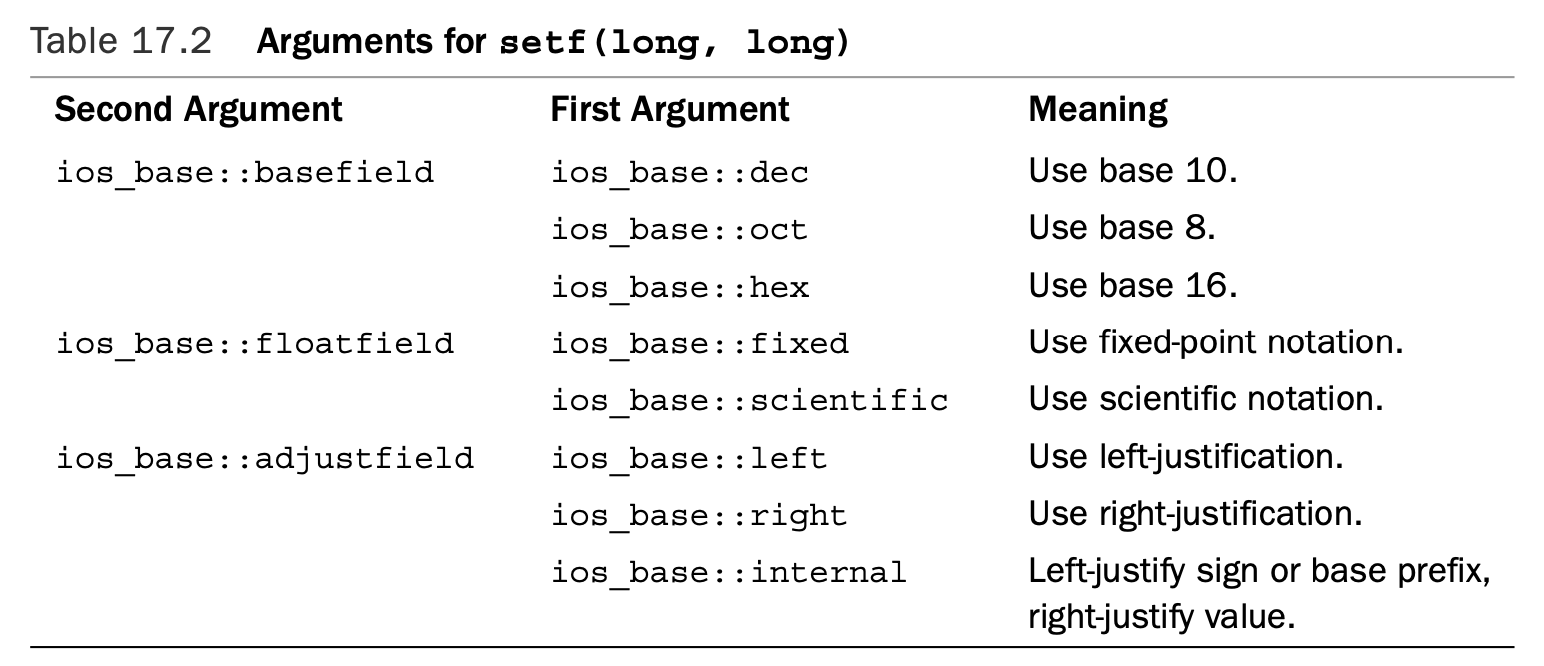 Table 17.2 Arguments for setf(long, long)
Second Argument First Argument Meaning
ios_base::basefield ios_base::dec Use base 10.
ios_base::oct Use base 8.
ios_base::hex Use base 16.
ios_base::floatfield ios_base::fixed Use fixed-point notation.
ios_base::scientific Use scientific notation.
ios_base::adjustfield ios_base::left Use left-justification.
ios_base::right Use right-justification.
ios_base::internal Left-justify sign or base prefix,
right-justify value.